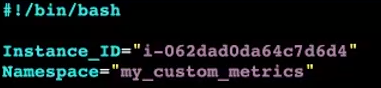 #!/bin/bash
Instance_ID="i-062dad0da64c7d6d4"
Namespace="my_custom_metrics"